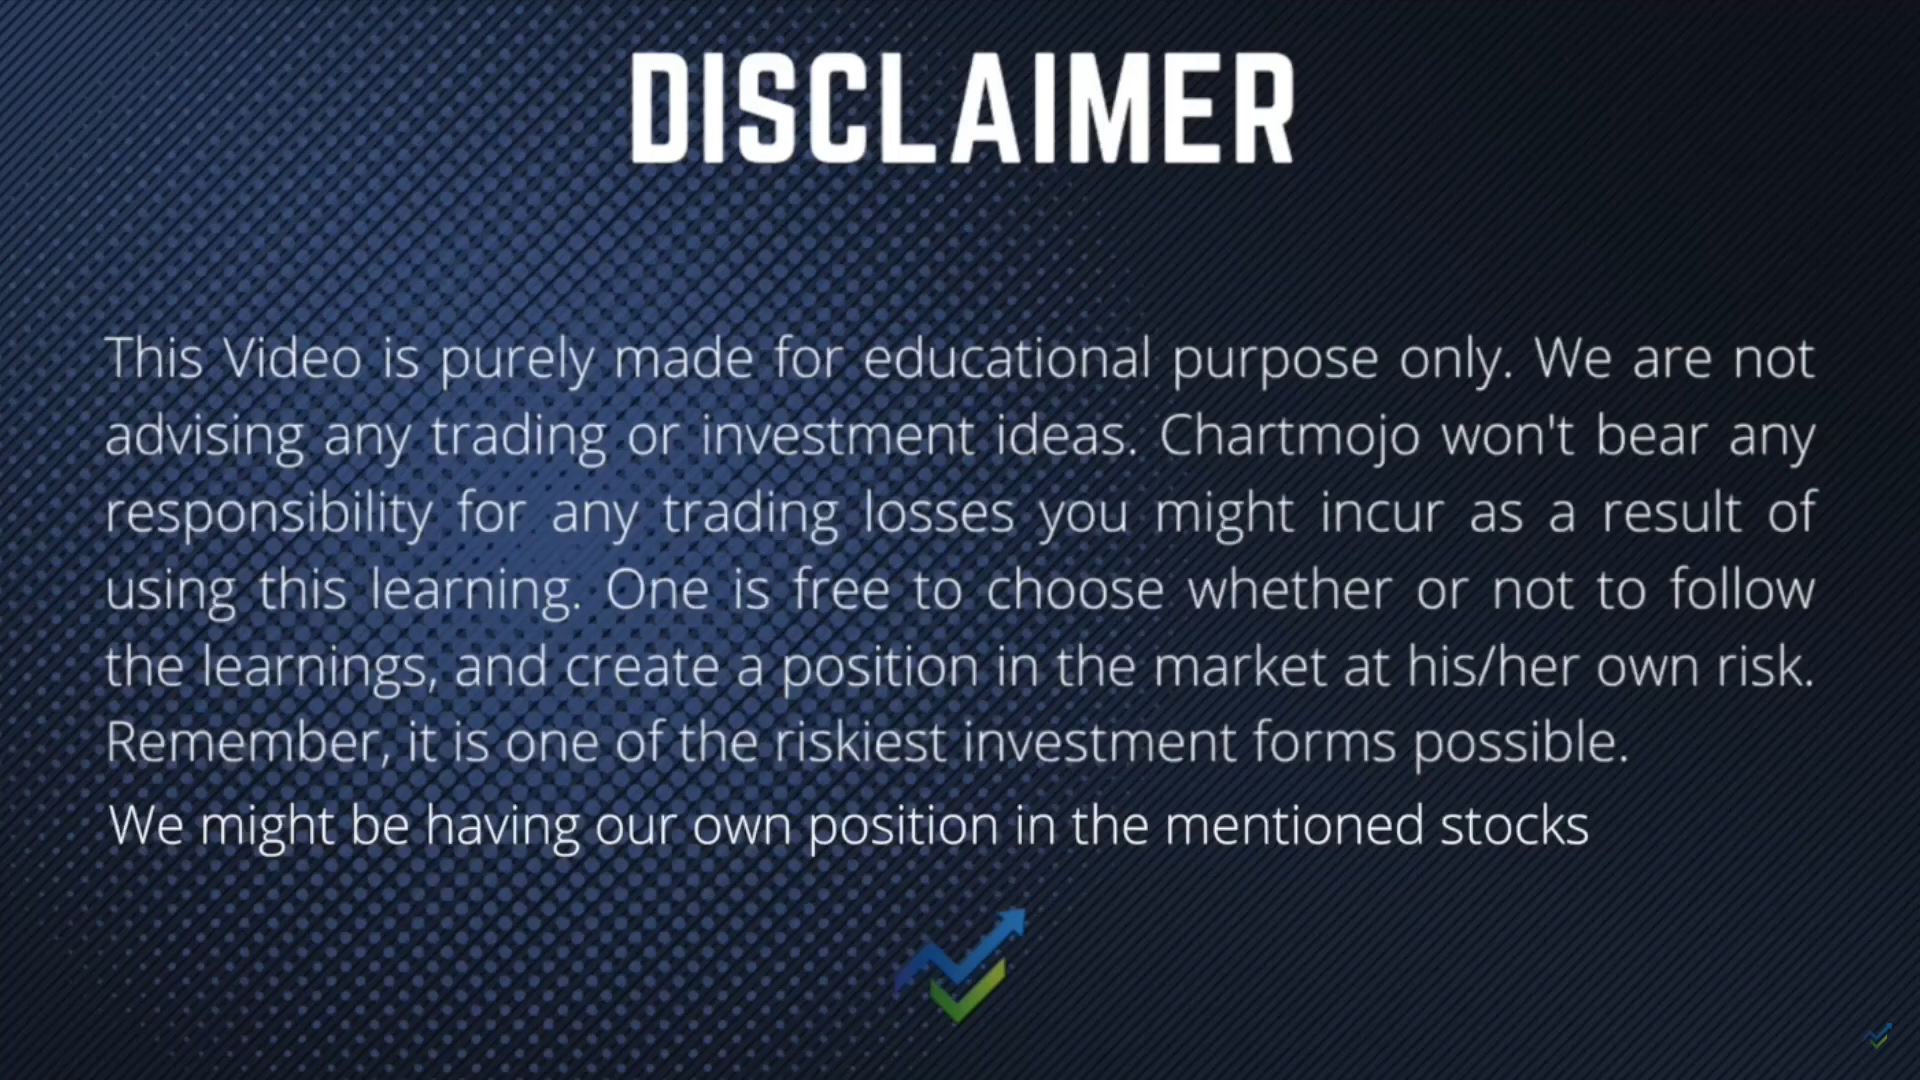 DISCLAIMER
This Video is purely made for educational purpose only. We are not
advising any trading or investment ideas. Chartmojo won't bear any
responsibility for any trading losses you might incur as a result of
using this learning. One is free to choose whether or not to follow
the learnings, and create a position in the market at his/her own risk.
Remember, it is one of the riskiest investment forms possible.
We might be having our own position in the mentioned stocks